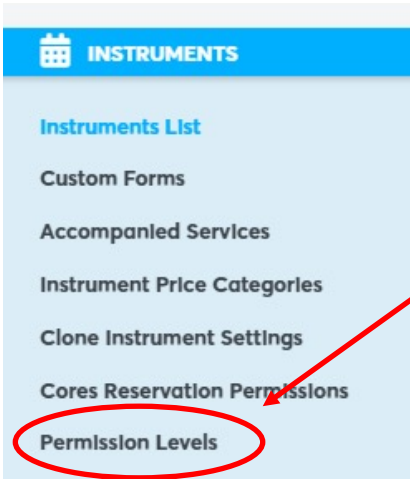 INSTRUMENTS
Instruments List
Custom Forms
Accompanied Services
Instrument Price Categories
Clone Instrument Settings
Cores Reservation Permissions
Permission Levels